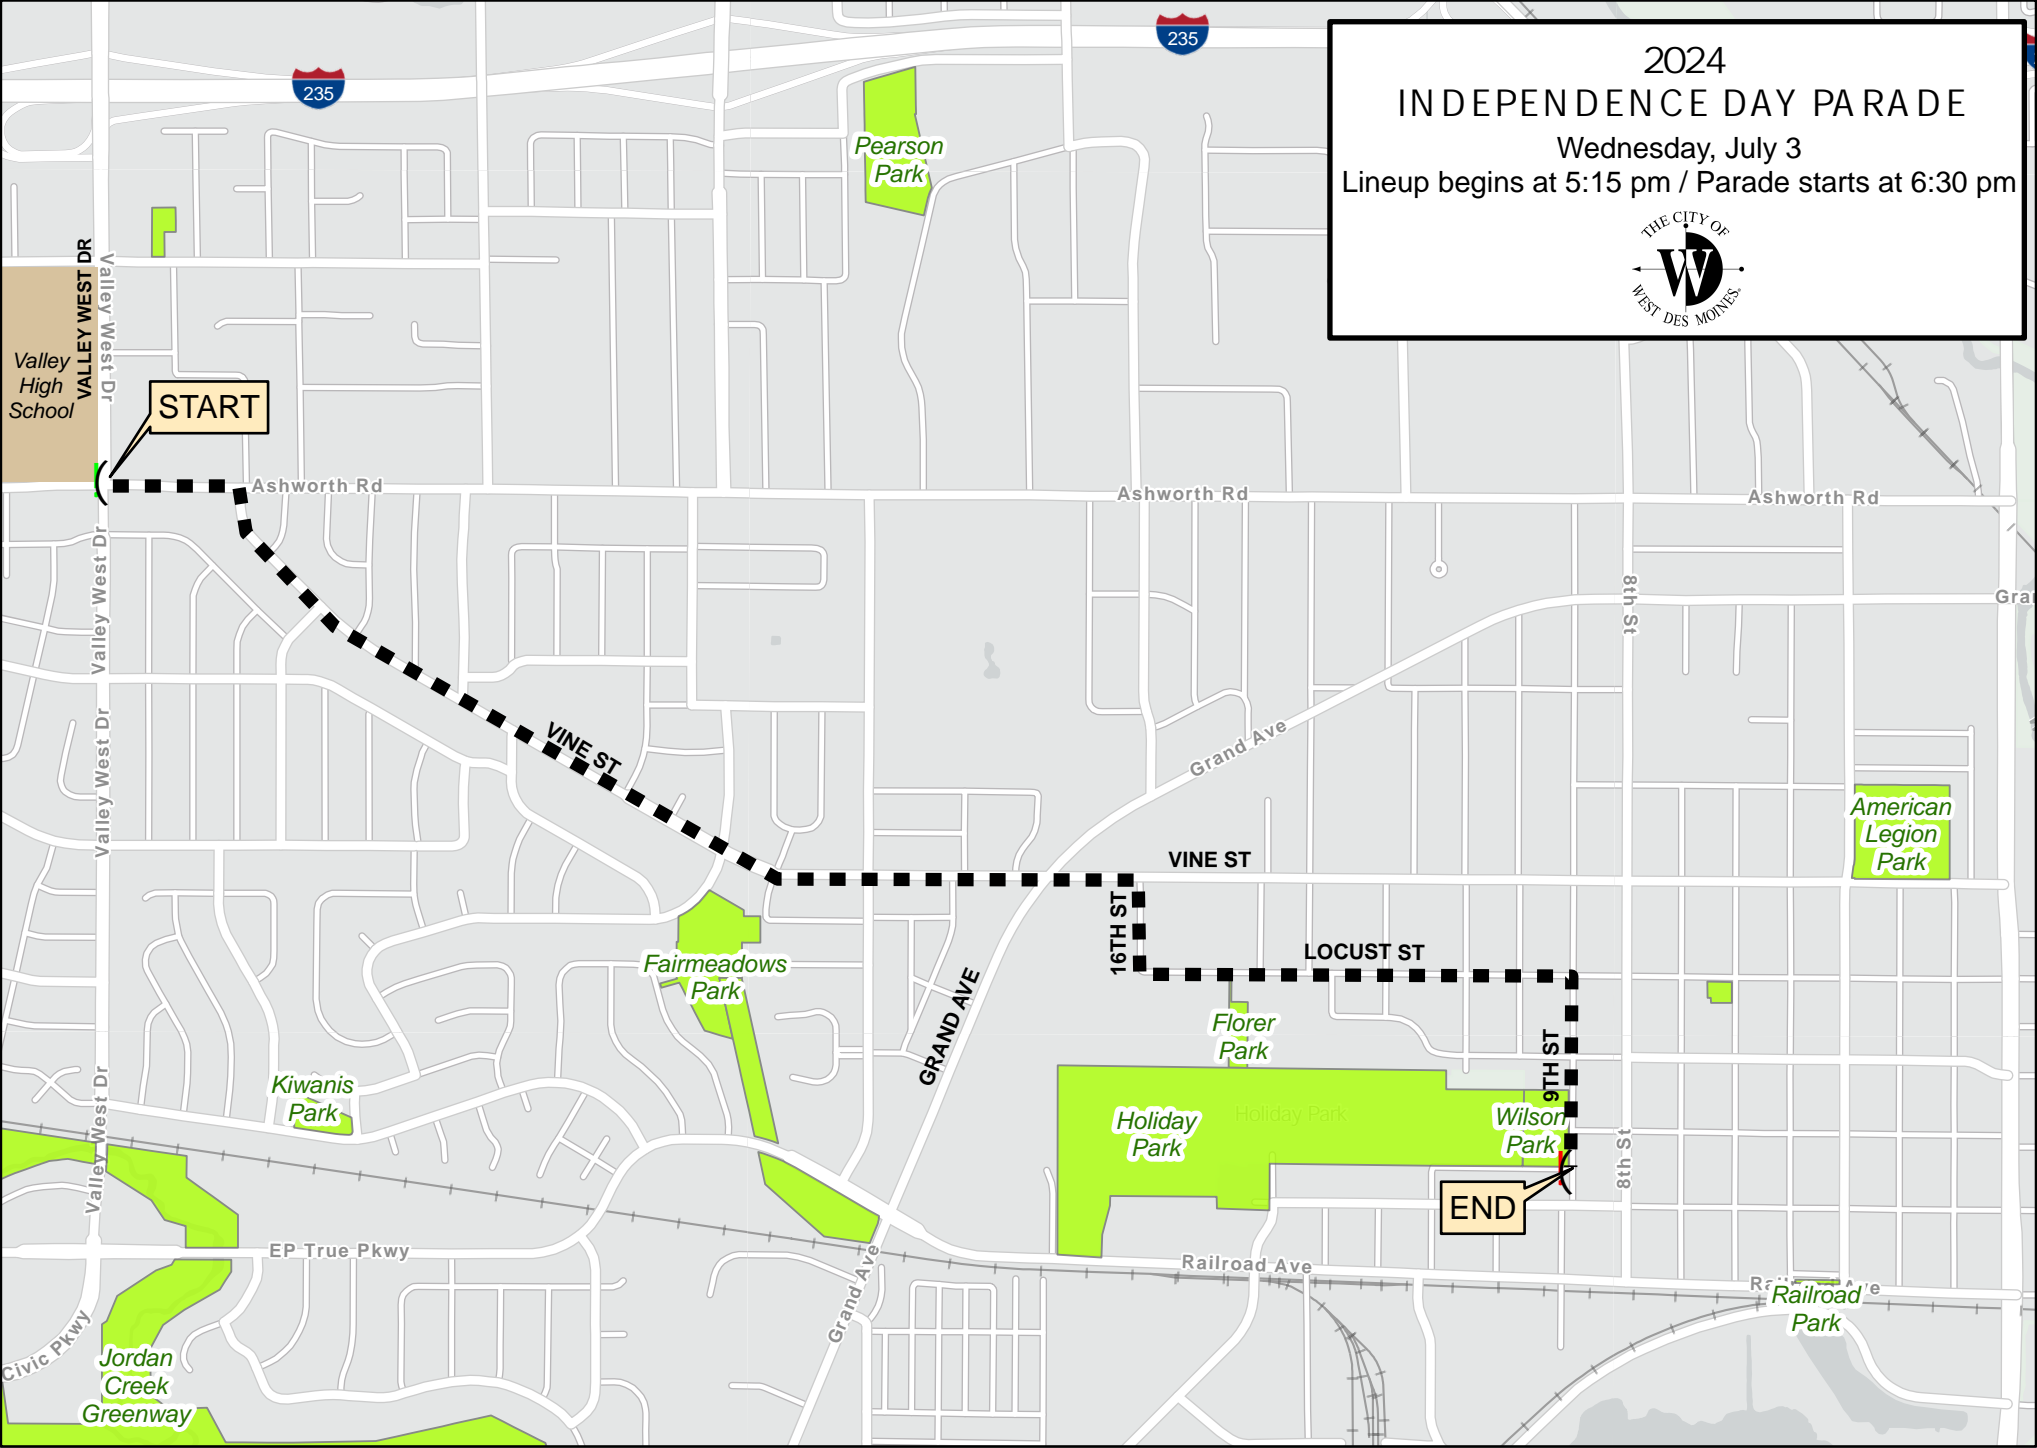 235
235
2024
INDEPENDENCE DAY PARADE
Wednesday, July 3
Lineup begins at 5:15 pm / Parade starts at 6:30 pm
THE CITY OF
W
WEST DES MOINES
Pearson
Park
VALLEY WEST DR
Valley West Dr
Valley
High
School
START
Ashworth Rd
Ashworth Rd
Ashworth Rd
Valley West Dr
8th St
VINE ST
Grand Ave
Valley West Dr
American
Legion
Park
VINE ST
16TH ST
LOCUST ST
Fairmeadows
Park
GRAND AVE
Florer
Park
9TH ST
Kiwanis
Park
Valley West Dr
Holiday
Park
Holiday Park
Wilson
Park
8th St
END
EP True Pkwy
Grand Ave
Railroad Ave
Railroad
Park
Civic Pkwy
Jordan
Creek
Greenway